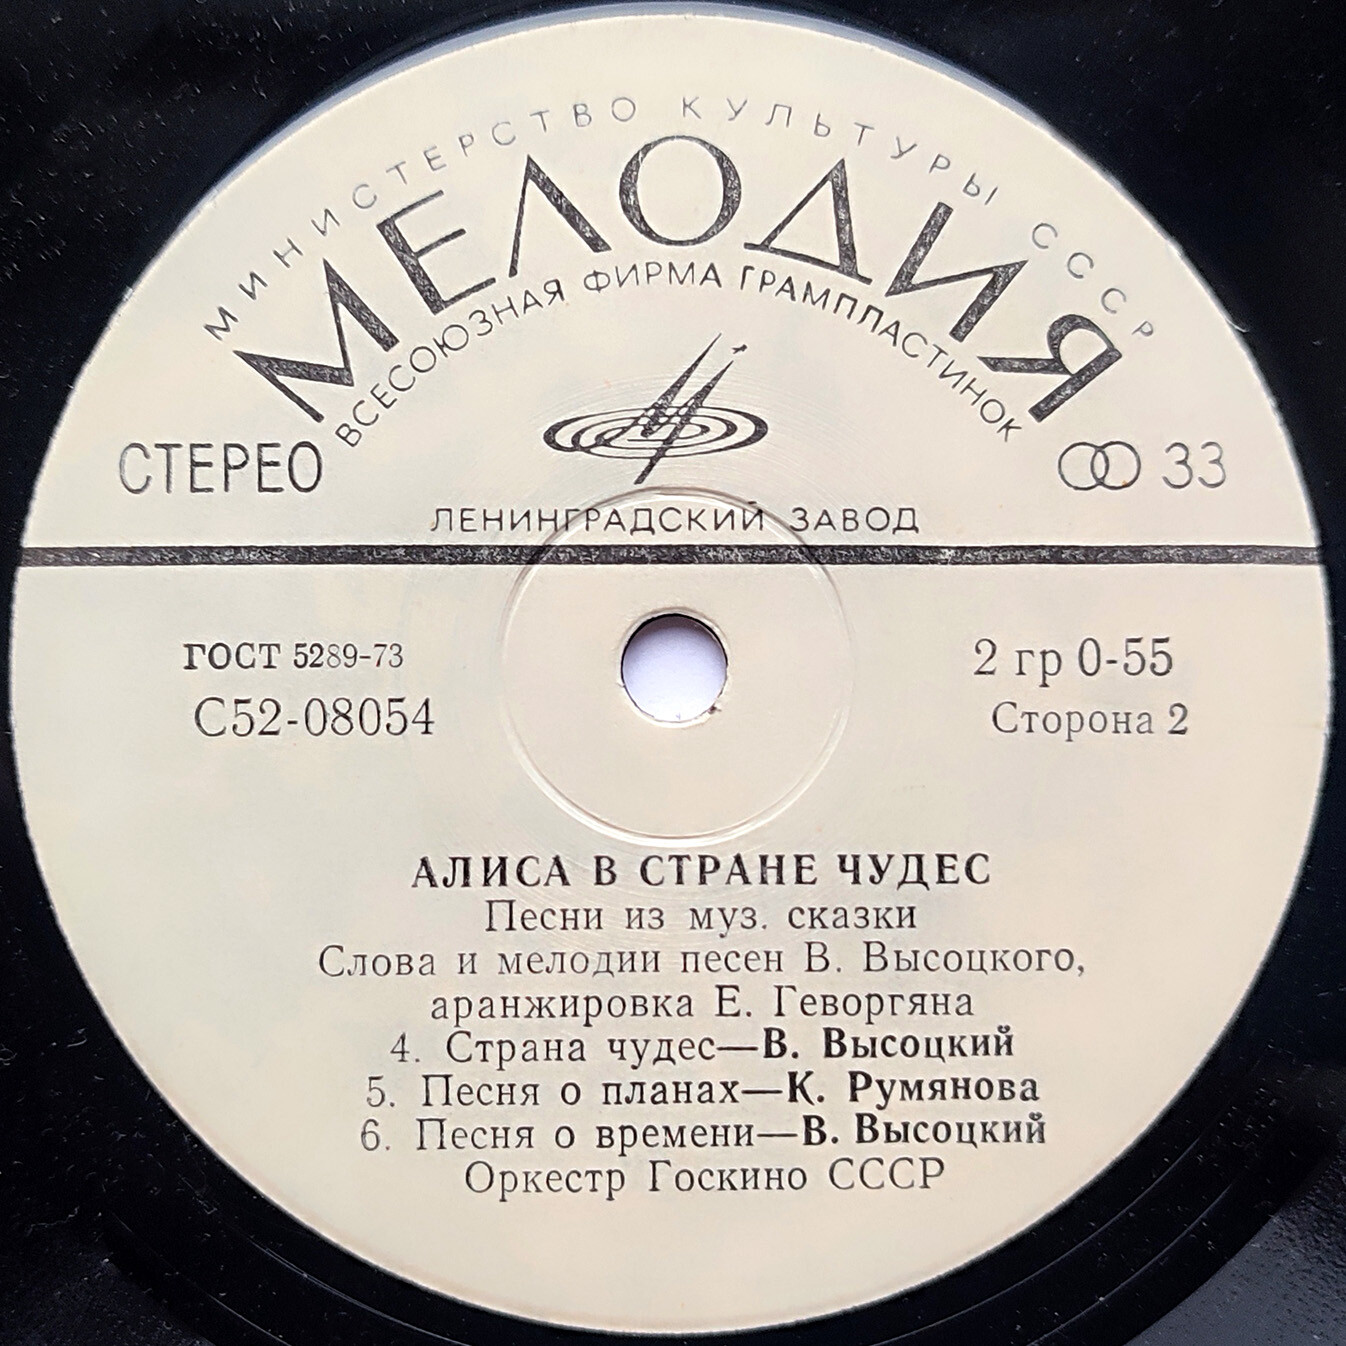 МИНИСТЕРСТВО КУЛЬТУРЫ СССР
МЕЛОДИЯ
ВСЕСОЮЗНАЯ ФИРМА ГРАМПЛАСТИНОК
СТЕРЕО
33
ЛЕНИНГРАДСКИЙ ЗАВОД
ГОСТ 5289-73
С52-08054
2 гр 0-55
Сторона 2
АЛИСА В СТРАНЕ ЧУДЕС
Песни из муз. сказки
Слова и мелодии песен В. Высоцкого,
аранжировка Е. Геворгяна
4. Страна чудес—В. Высоцкий
5. Песня о планах—К. Румянова
6. Песня о времени—В. Высоцкий
Оркестр Госкино СССР